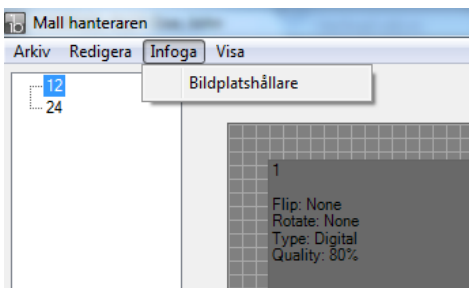 Mall hanteraren
Arkiv Redigera Infoga Visa
Bildplatshållare
12
24
1
Flip: None
Rotate: None
Type: Digital
Quality: 80%